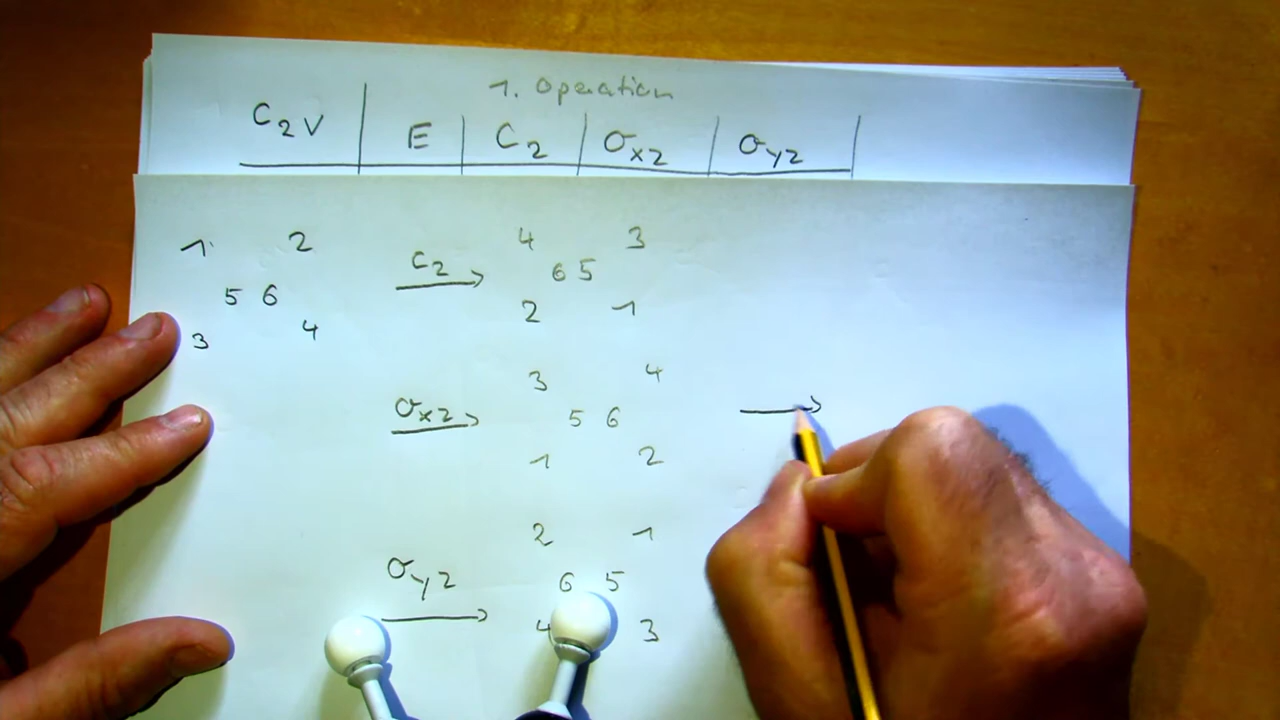 1. Operation
C2v E C2 σxz σyz
1 2
5 6
3 4
C2
4 3
6 5
2 1
σxz
3 4
5 6
1 2
σyz
2 1
6 5
4 3